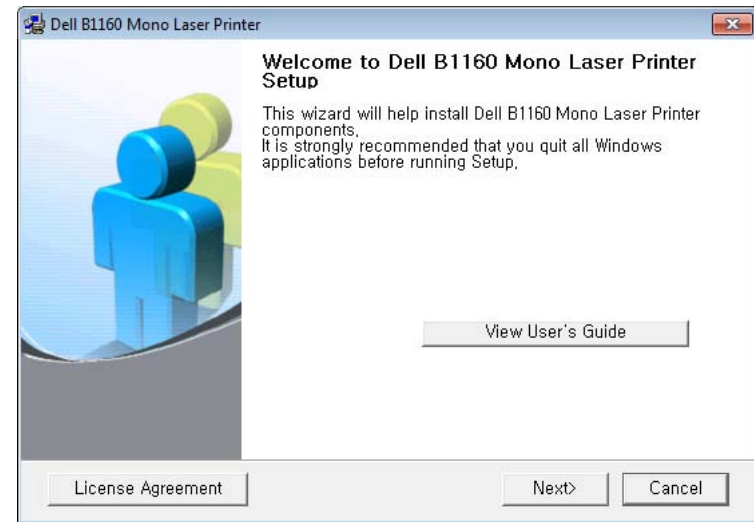 Dell B1160 Mono Laser Printer
Welcome to Dell B1160 Mono Laser Printer
Setup
This wizard will help install Dell B1160 Mono Laser Printer
components,
It is strongly recommended that you quit all Windows
applications before running Setup,
View User's Guide
License Agreement
Next>
Cancel